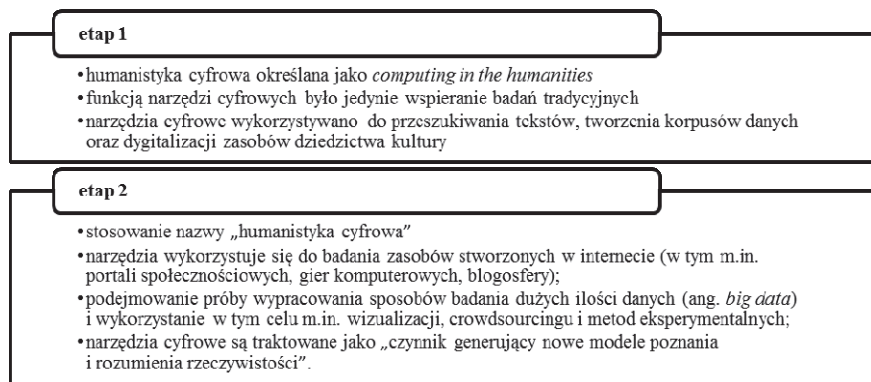 etap 1
•humanistyka cyfrowa określana jako computing in the humanities
•funkcją narzędzi cyfrowych było jedynie wspieranie badań tradycyjnych
•narzędzia cyfrowe wykorzystywano do przeszukiwania tekstów, tworzenia korpusów danych
oraz dygitalizacji zasobów dziedzictwa kultury
etap 2
•stosowanie nazwy „humanistyka cyfrowa”
•narzędzia wykorzystuje się do badania zasobów stworzonych w internecie (w tym m.in.
portali społecznościowych, gier komputerowych, blogosfery);
•podejmowanie próby wypracowania sposobów badania dużych ilości danych (ang. big data)
i wykorzystanie w tym celu m.in. wizualizacji, crowdsourcingu i metod eksperymentalnych;
•narzędzia cyfrowe są traktowane jako „czynnik generujący nowe modele poznania
i rozumienia rzeczywistości”.